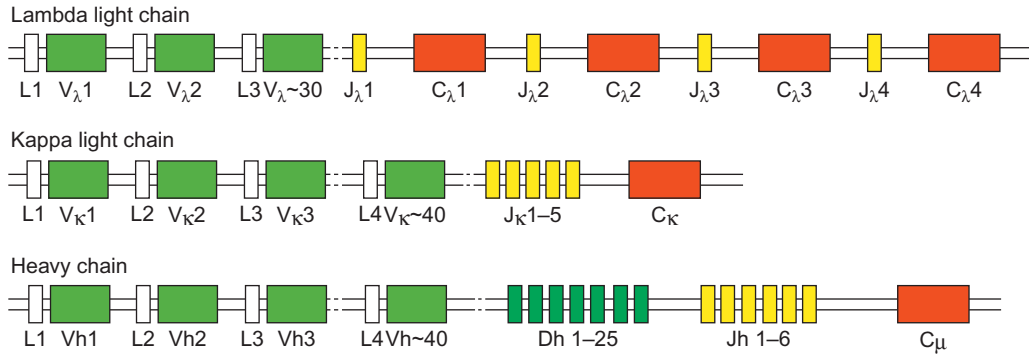 Lambda light chain
L1 Vλ1 L2 Vλ2 L3 Vλ~30 Jλ1 Cλ1 Jλ2 Cλ2 Jλ3 Cλ3 Jλ4 Cλ4
Kappa light chain
L1 Vκ1 L2 Vκ2 L3 Vκ3 L4 Vκ~40 Jκ1–5 Cκ
Heavy chain
L1 Vh1 L2 Vh2 L3 Vh3 L4 Vh~40 Dh 1–25 Jh 1–6 Cμ